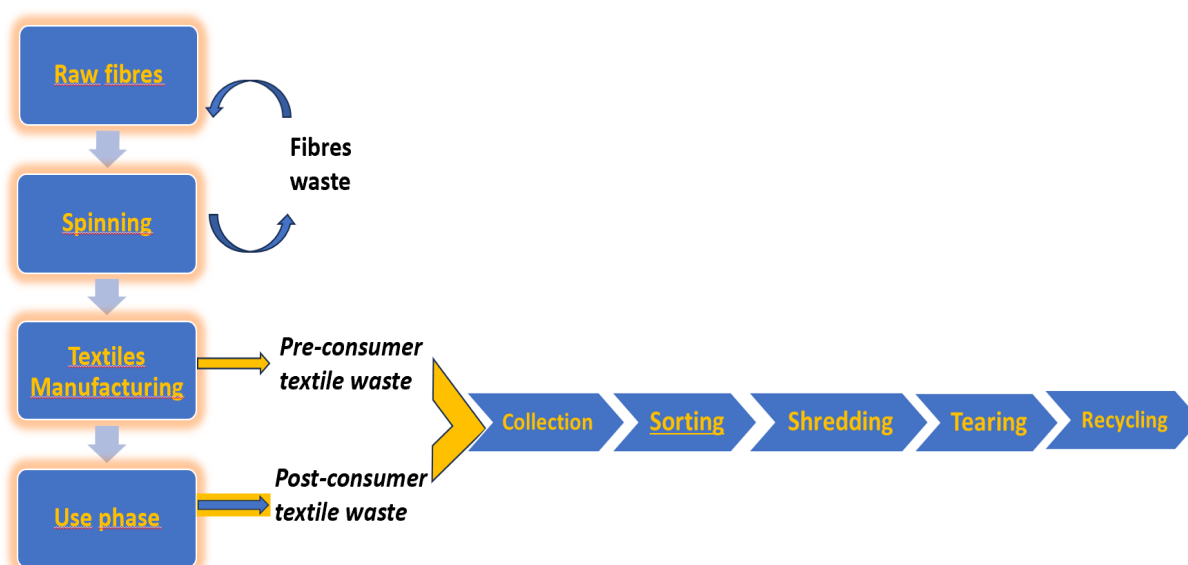 Raw fibres
Fibres
waste
Spinning
Textiles
Manufacturing
Pre-consumer
textile waste
Collection
Sorting
Shredding
Tearing
Recycling
Use phase
Post-consumer
textile waste